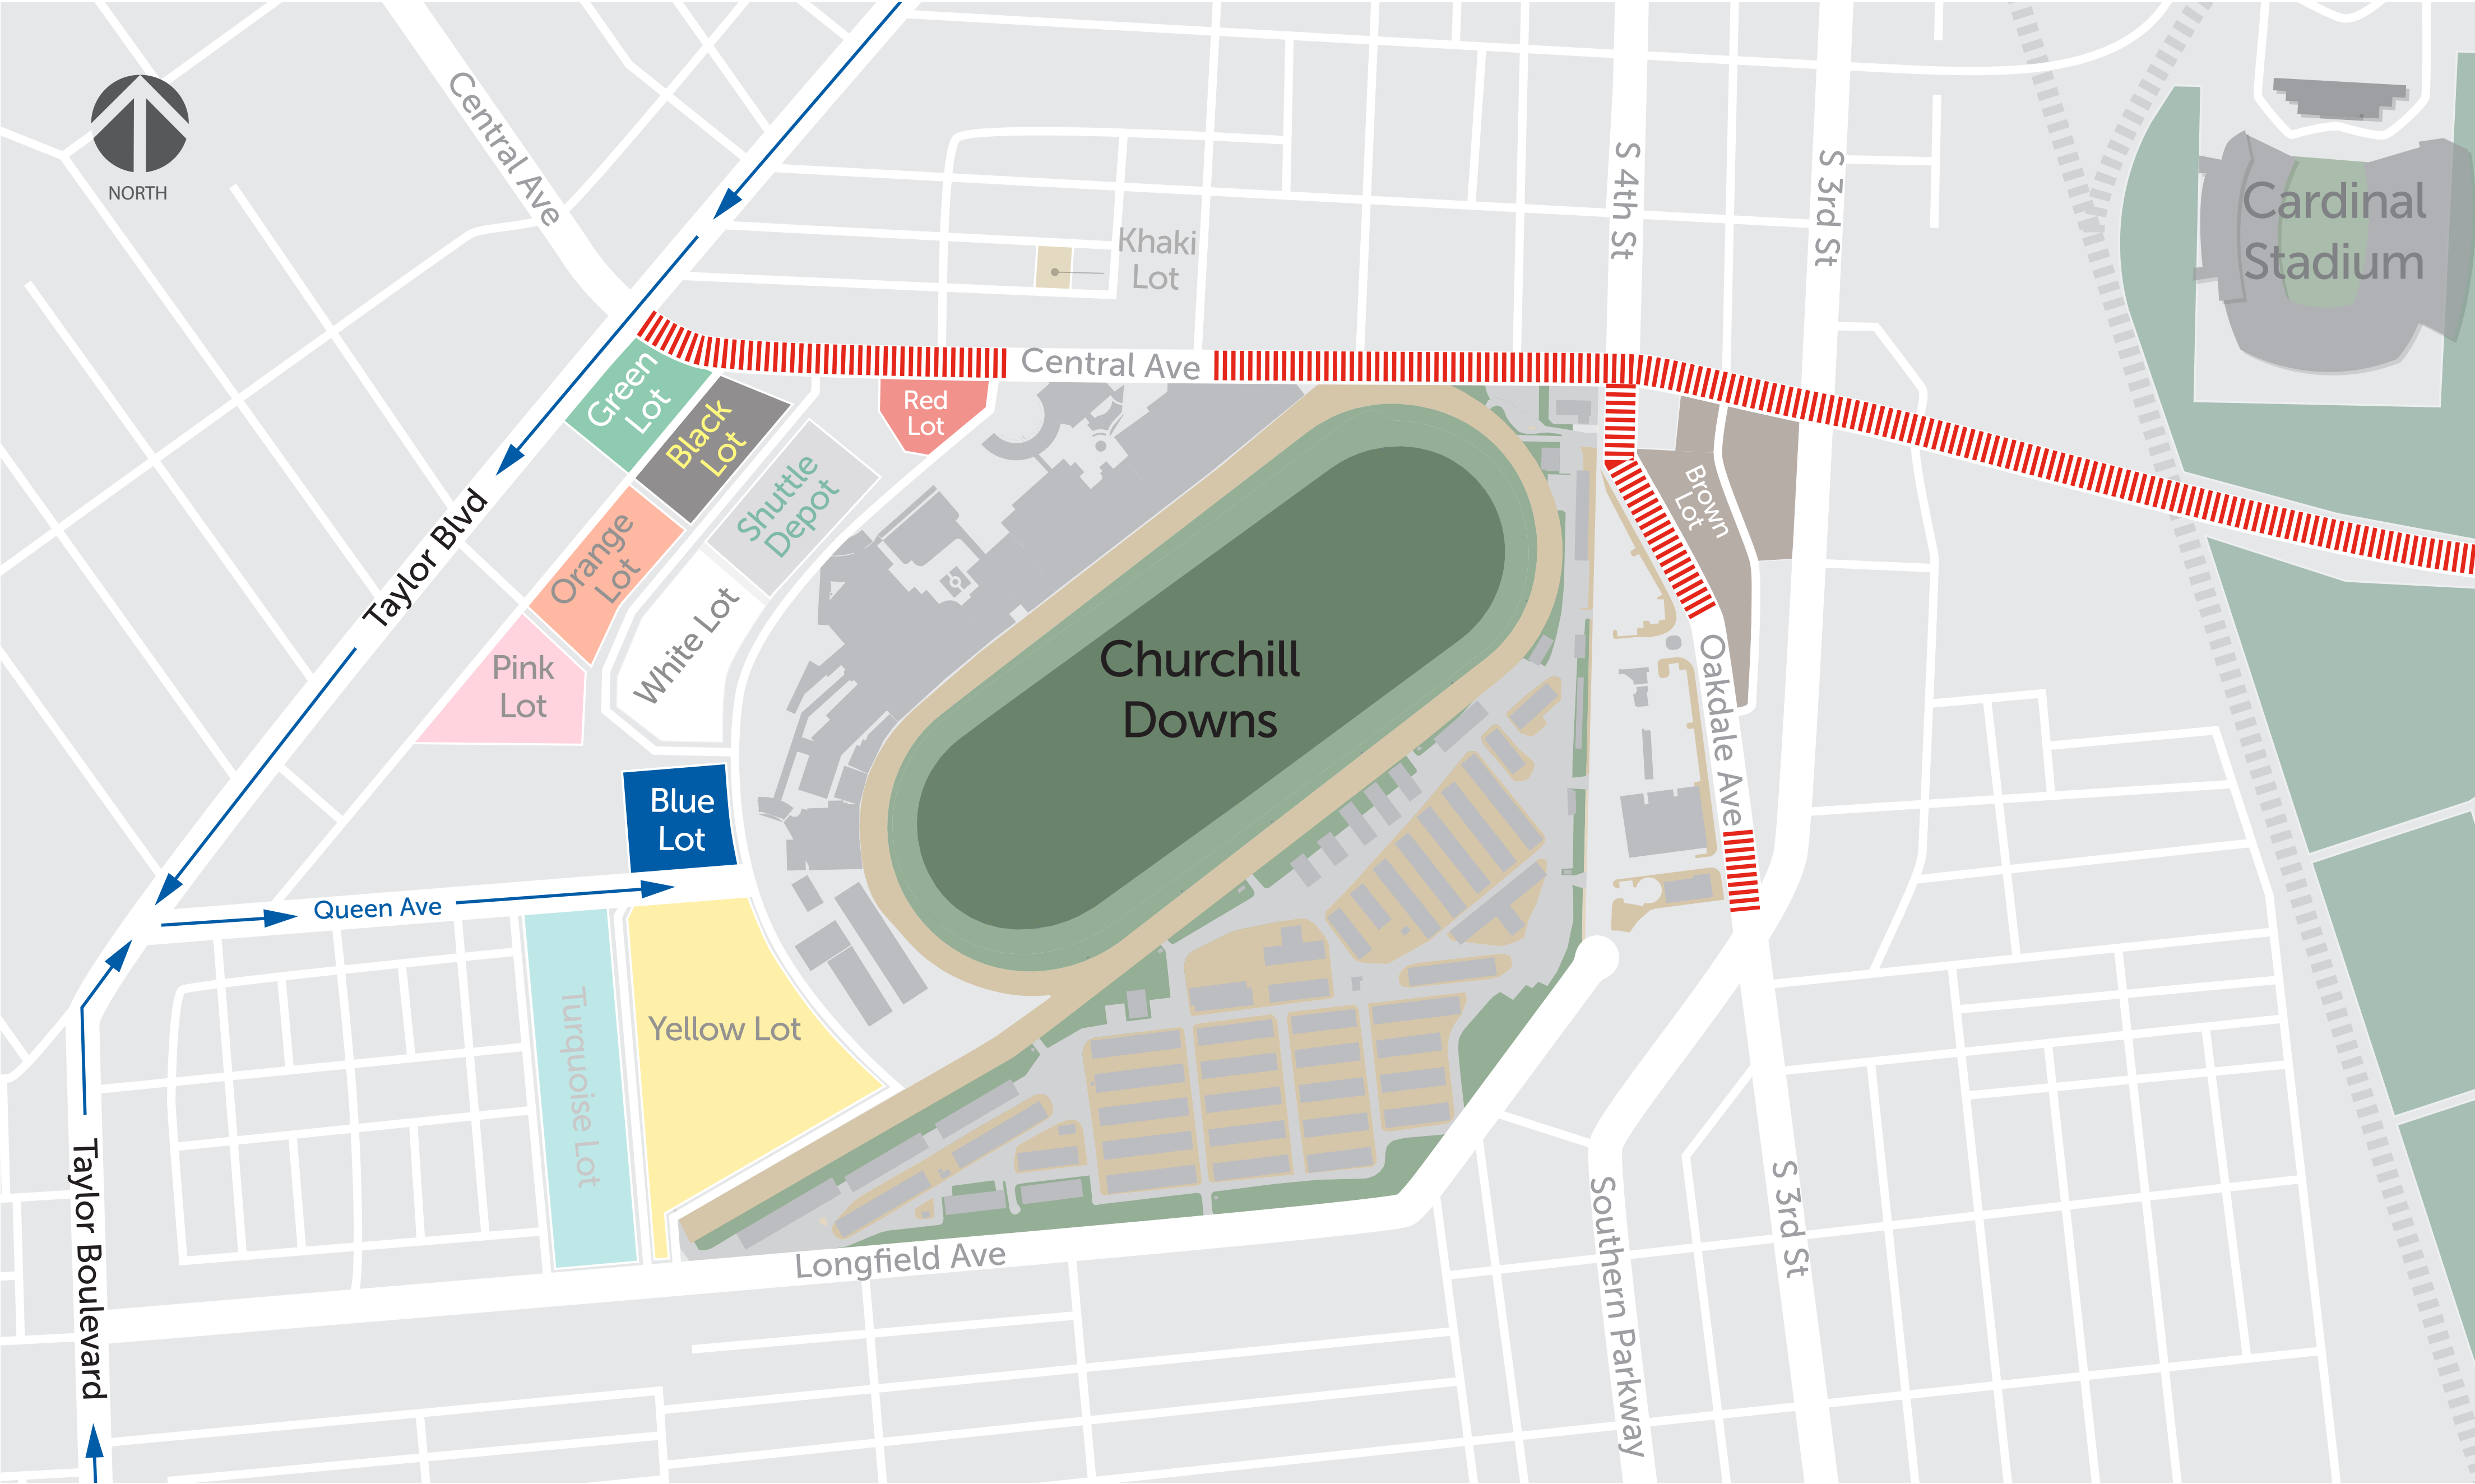 NORTH
Central Ave
Khaki
Lot
S 4th St
S 3rd St
Cardinal
Stadium
Central Ave
Green
Lot
Black
Lot
Red
Lot
Shuttle
Depot
Brown
Lot
Taylor Blvd
Orange
Lot
White Lot
Pink
Lot
Churchill
Downs
Oakdale Ave
Blue
Lot
Queen Ave
Turquoise Lot
Yellow Lot
Taylor Boulevard
Longfield Ave
Southern Parkway
S 3rd St